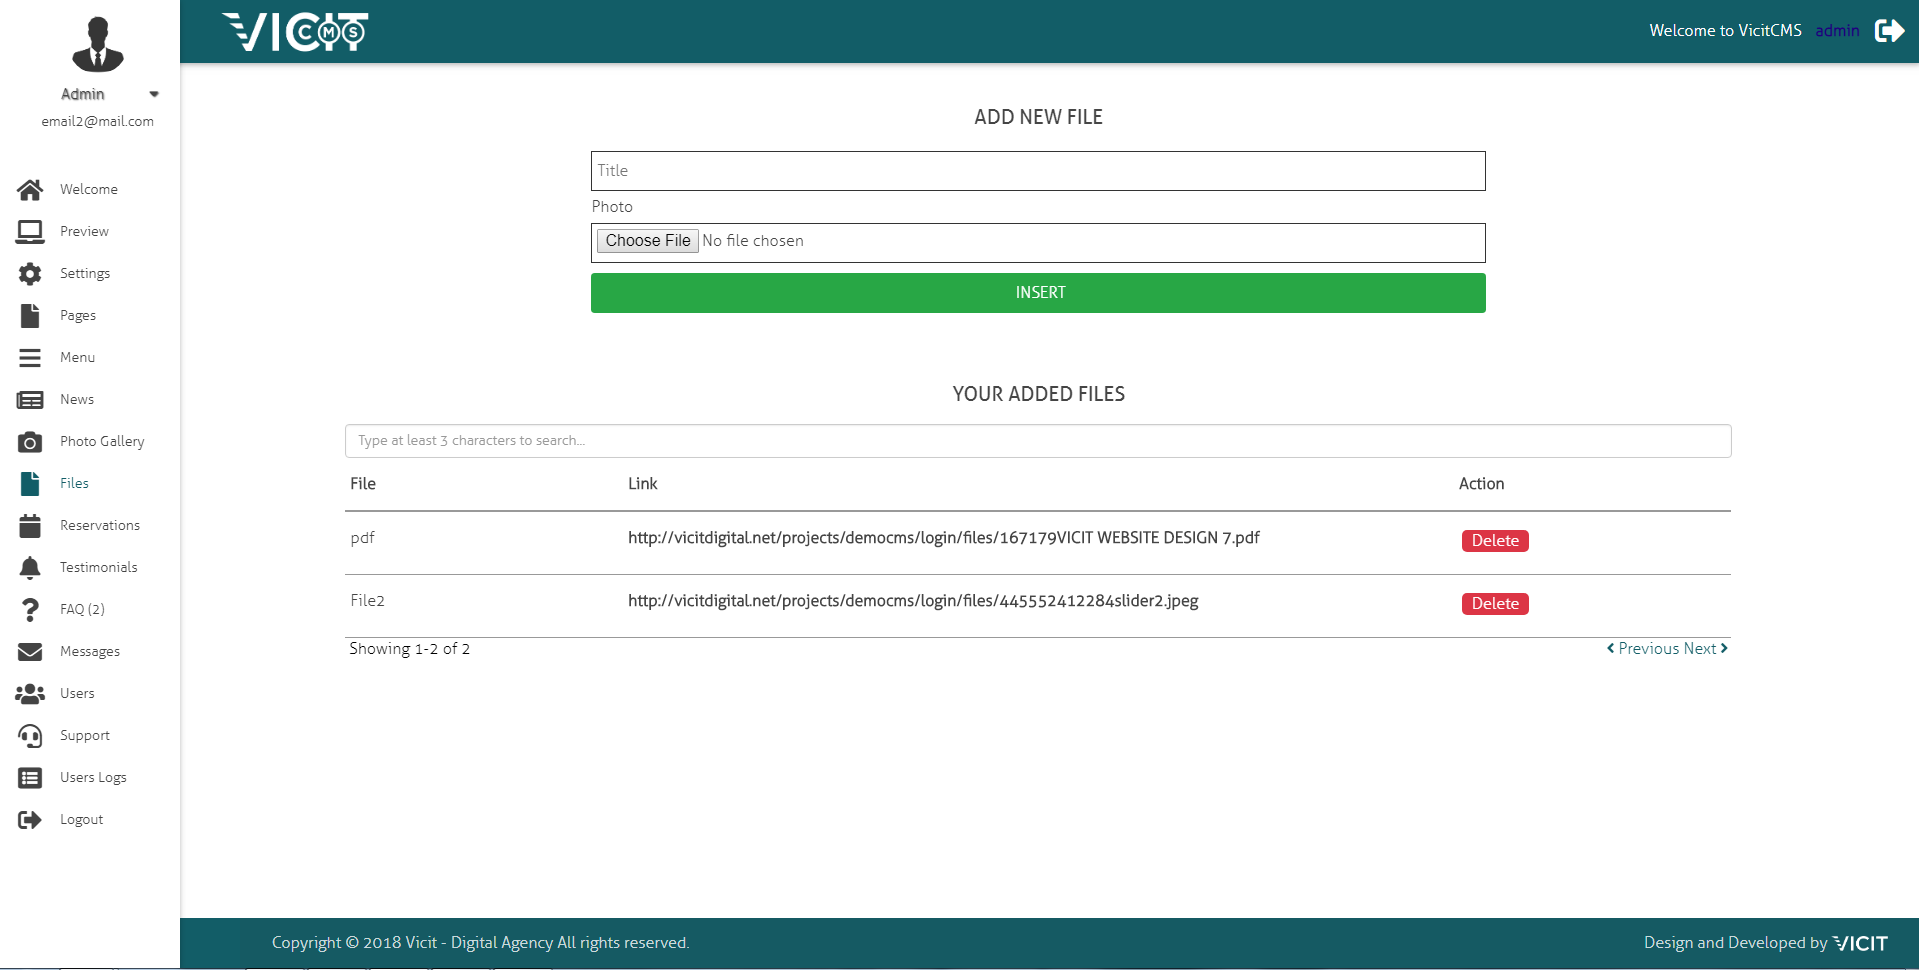 VICIT CMS
Welcome to VicitCMS admin
Admin
email2@mail.com
Welcome
Preview
Settings
Pages
Menu
News
Photo Gallery
Files
Reservations
Testimonials
FAQ (2)
Messages
Users
Support
Users Logs
Logout
ADD NEW FILE
Title
Photo
Choose File No file chosen
INSERT
YOUR ADDED FILES
Type at least 3 characters to search...
File Link Action
pdf http://vicitdigital.net/projects/democms/login/files/167179VICIT WEBSITE DESIGN 7.pdf Delete
File2 http://vicitdigital.net/projects/democms/login/files/445552412284slider2.jpeg Delete
Showing 1-2 of 2 Previous Next
Copyright © 2018 Vicit - Digital Agency All rights reserved. Design and Developed by VICIT